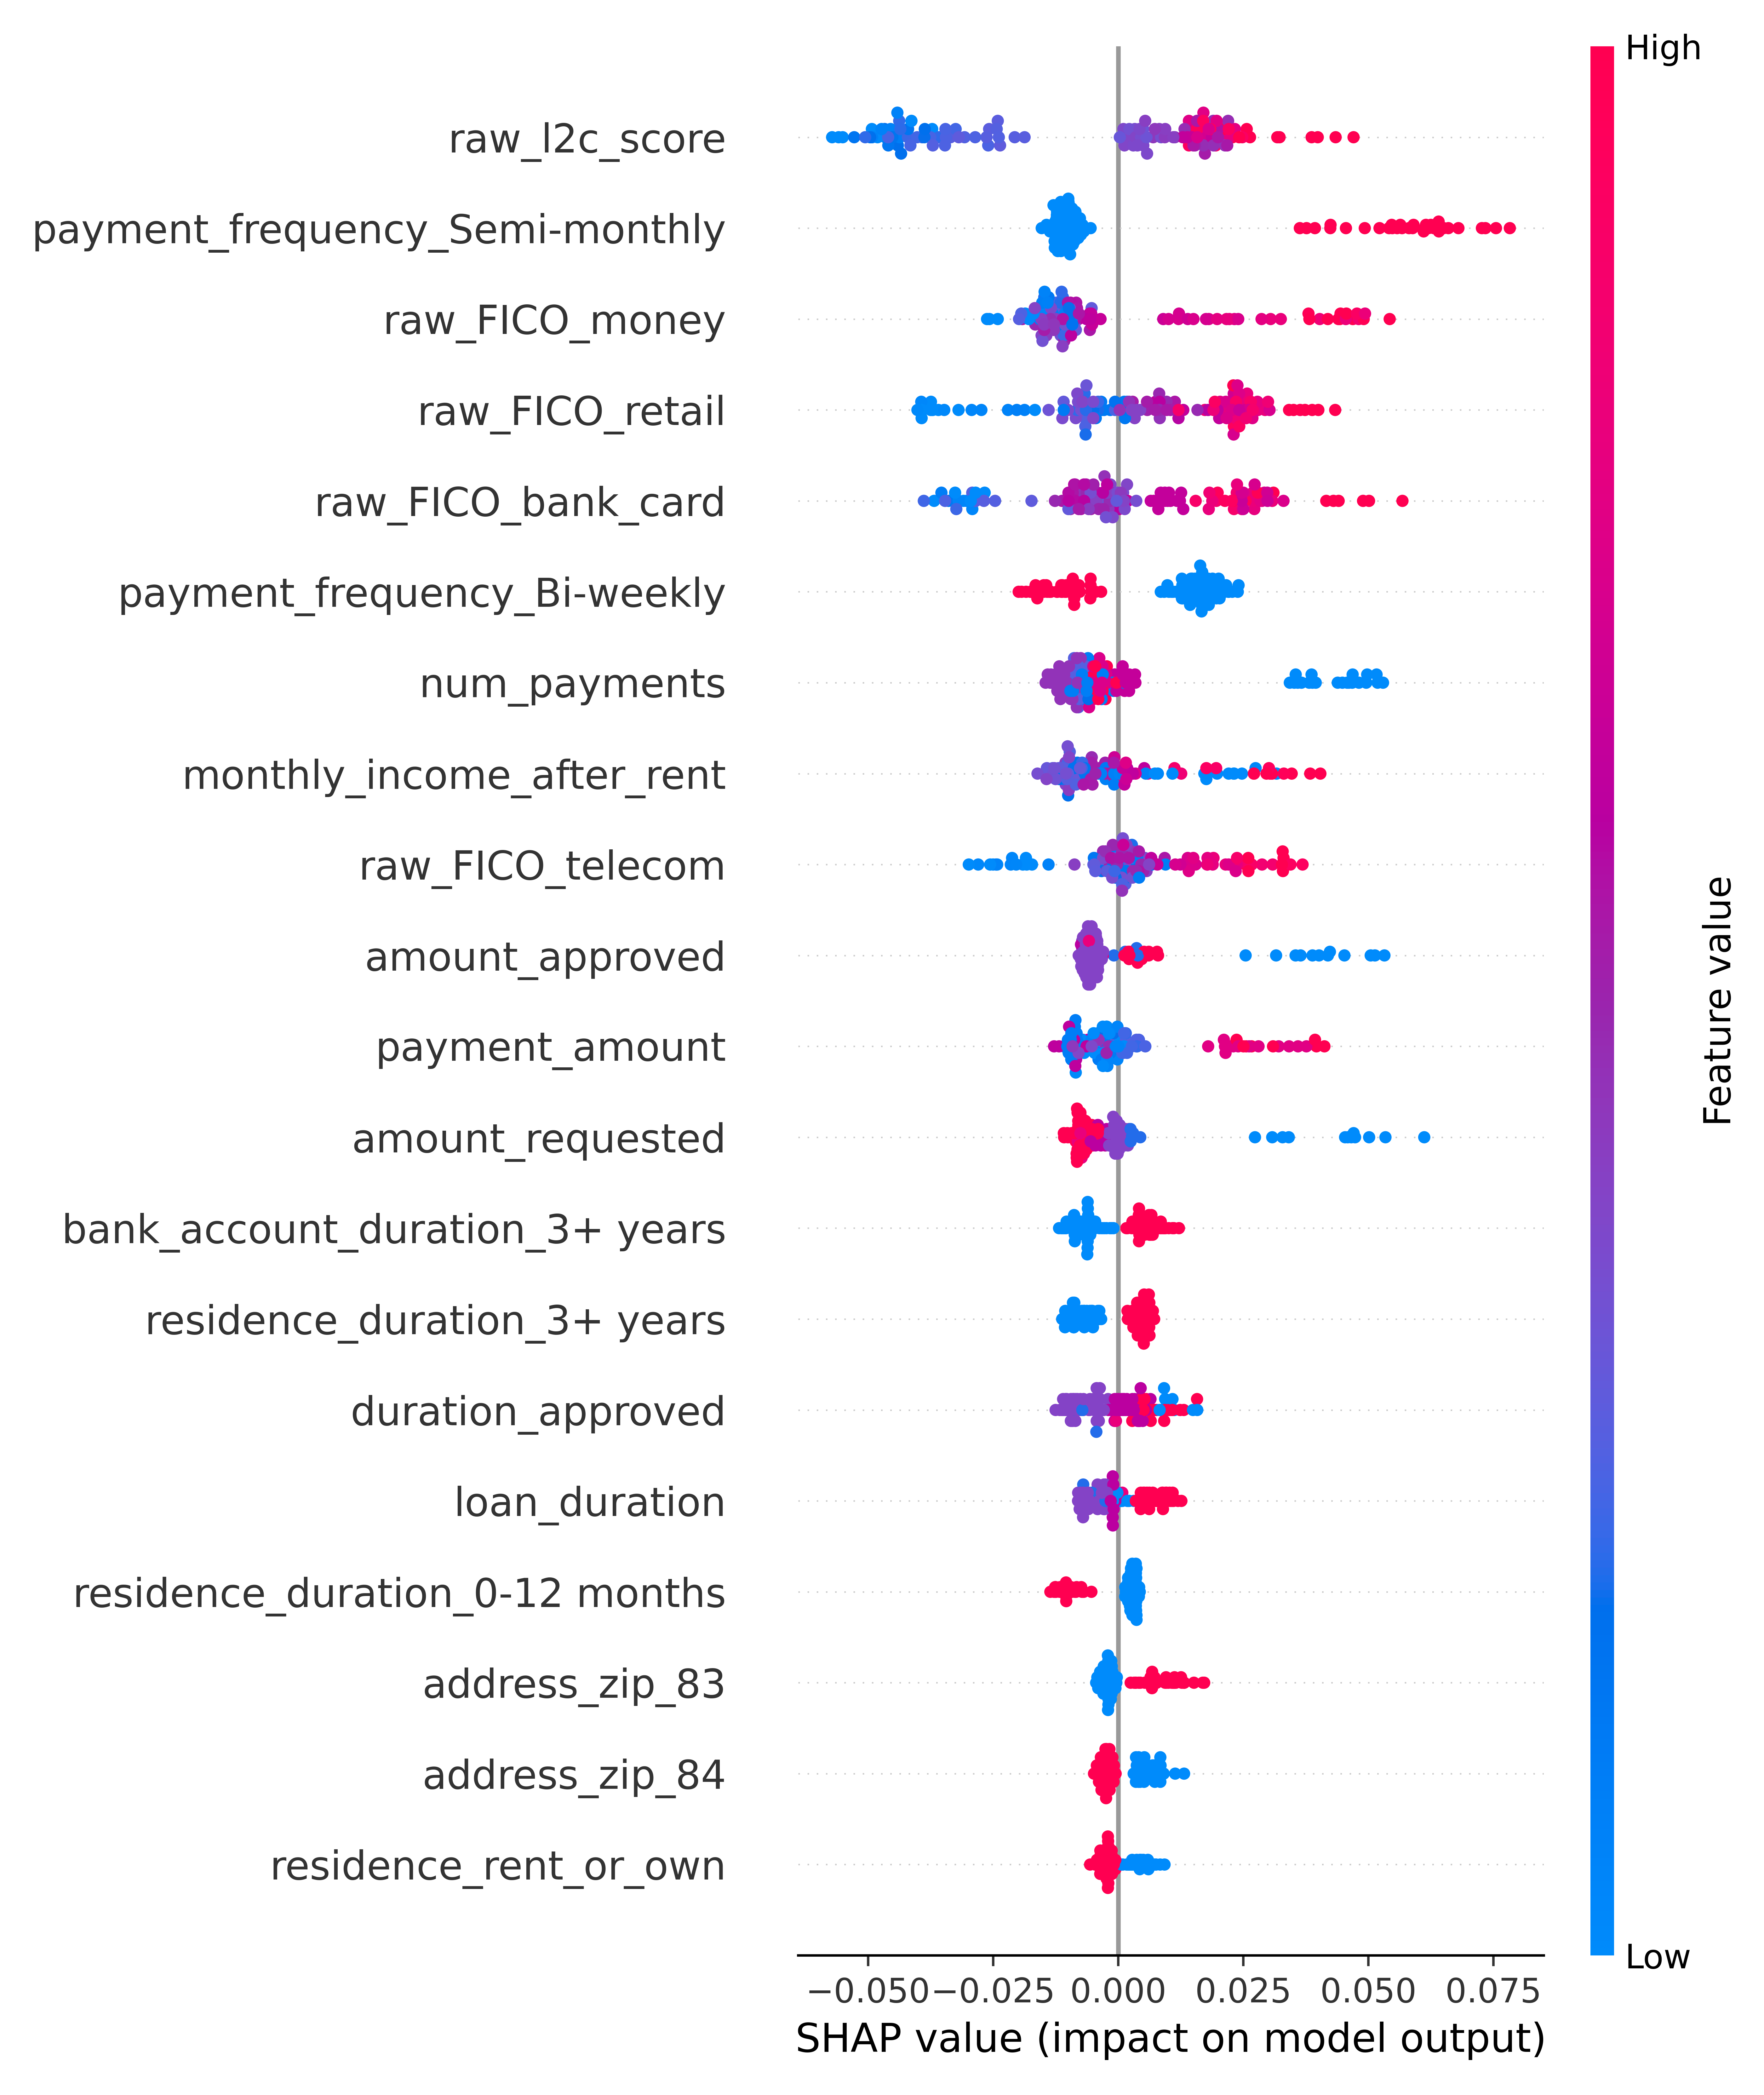 High
raw_l2c_score
payment_frequency_Semi-monthly
raw_FICO_money
raw_FICO_retail
raw_FICO_bank_card
payment_frequency_Bi-weekly
num_payments
monthly_income_after_rent
raw_FICO_telecom
amount_approved
payment_amount
amount_requested
bank_account_duration_3+ years
residence_duration_3+ years
duration_approved
loan_duration
residence_duration_0-12 months
address_zip_83
address_zip_84
residence_rent_or_own
Feature value
Low
−0.050 −0.025 0.000 0.025 0.050 0.075
SHAP value (impact on model output)